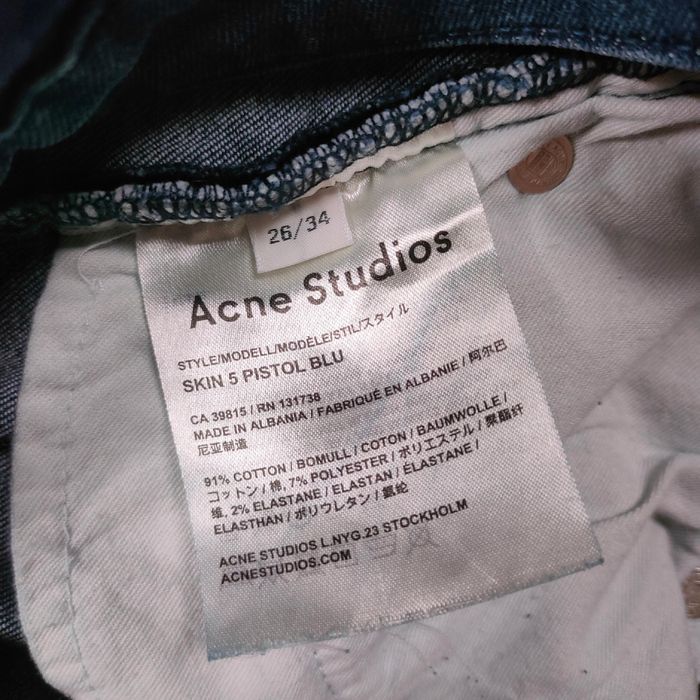 26/34
Acne Studios
STYLE/MODELL/MODÈLE/STIL/スタイル
SKIN 5 PISTOL BLU
CA 39815 / RN 131738
MADE IN ALBANIA / FABRIQUÉ EN ALBANIE / 阿尔巴
尼亚制造
91% COTTON / BOMULL / COTON / BAUMWOLLE /
コットン / 棉, 7% POLYESTER / ポリエステル / 聚酯纤
维, 2% ELASTANE / ELASTAN / ÉLASTANE /
ELASTHAN / ポリウレタン / 氨纶
ACNE STUDIOS L.NYG.23 STOCKHOLM
ACNESTUDIOS.COM